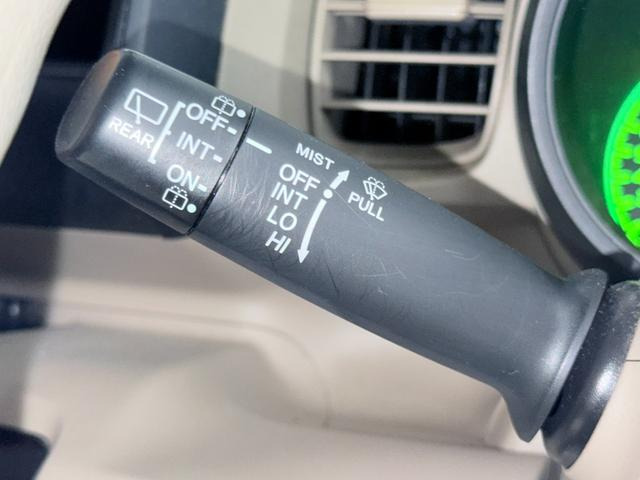 REAR
OFF
INT
ON
MIST
OFF
INT
LO
HI
PULL